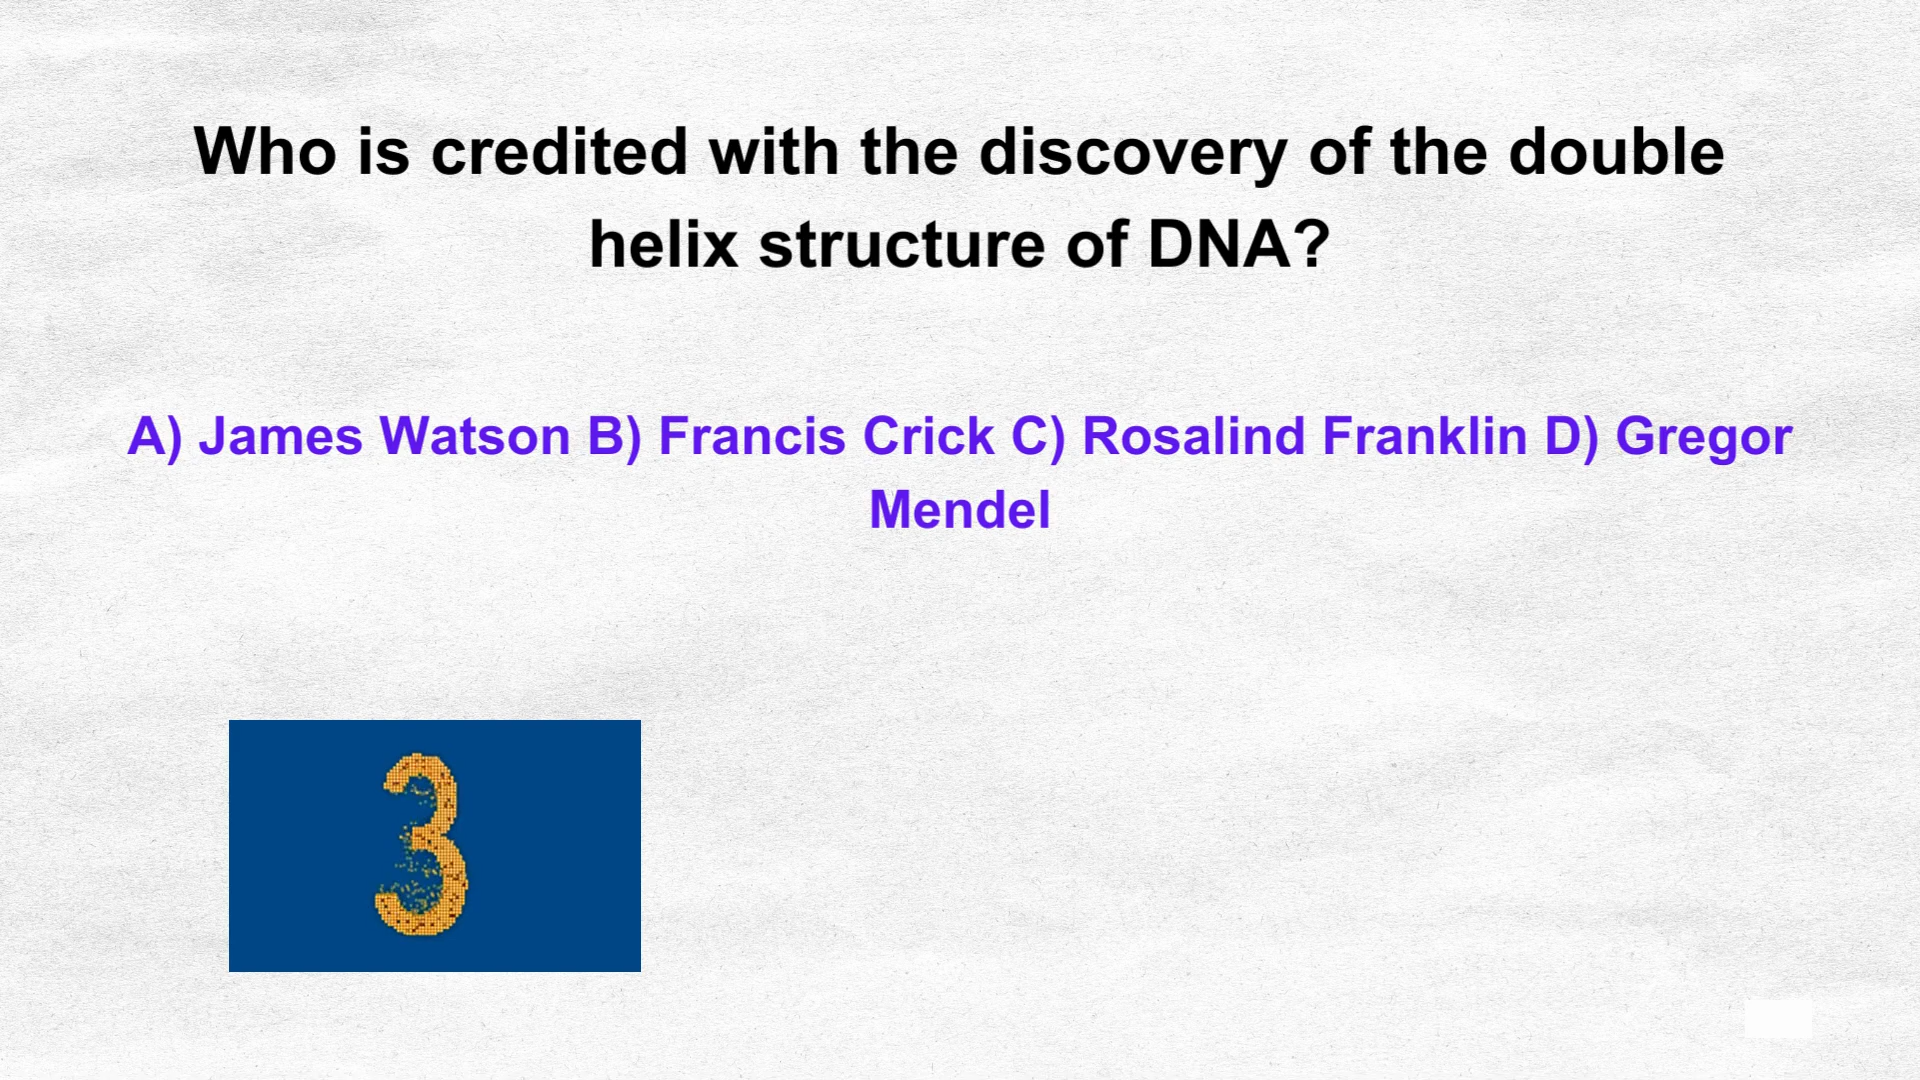 Who is credited with the discovery of the double
helix structure of DNA?
A) James Watson B) Francis Crick C) Rosalind Franklin D) Gregor
Mendel
3